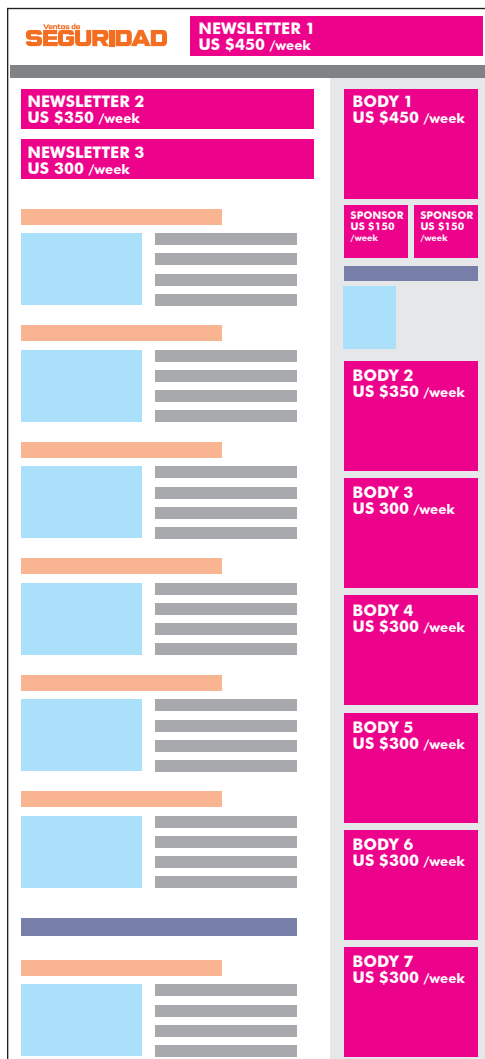 Ventas de
SEGURIDAD
NEWSLETTER 1
US $450 /week
NEWSLETTER 2
US $350 /week
NEWSLETTER 3
US 300 /week
BODY 1
US $450 /week
SPONSOR
US $150
/week
SPONSOR
US $150
/week
BODY 2
US $350 /week
BODY 3
US 300 /week
BODY 4
US $300 /week
BODY 5
US $300 /week
BODY 6
US $300 /week
BODY 7
US $300 /week